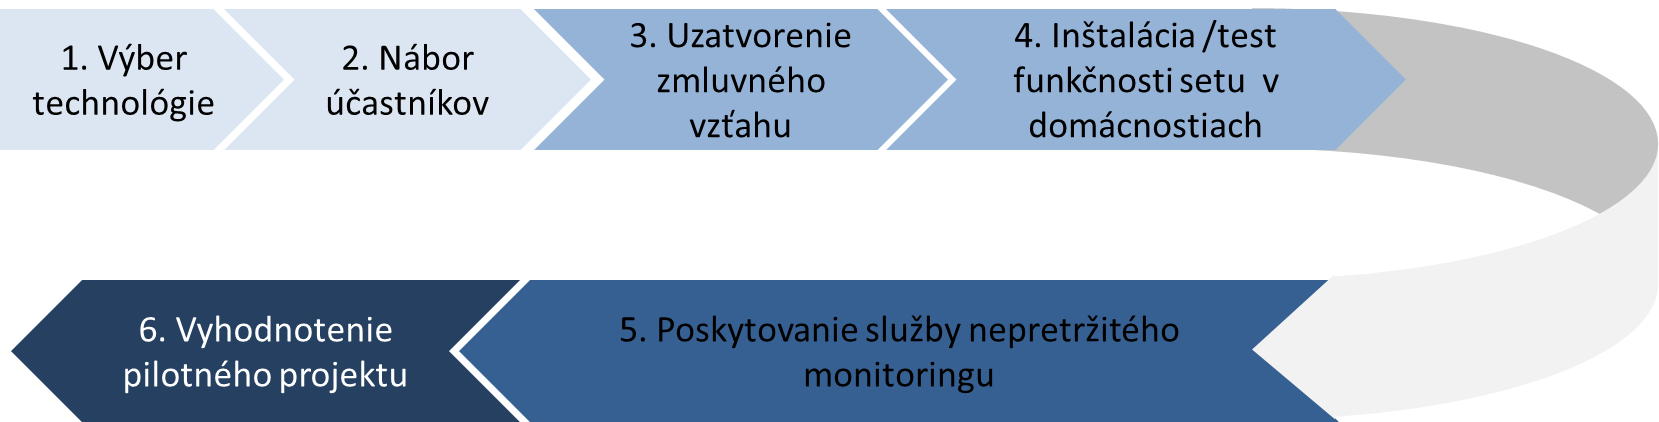 1. Výber
technológie
2. Nábor
účastníkov
3. Uzatvorenie
zmluvného
vzťahu
4. Inštalácia /test
funkčnosti setu v
domácnostiach
5. Poskytovanie služby nepretržitého
monitoringu
6. Vyhodnotenie
pilotného projektu